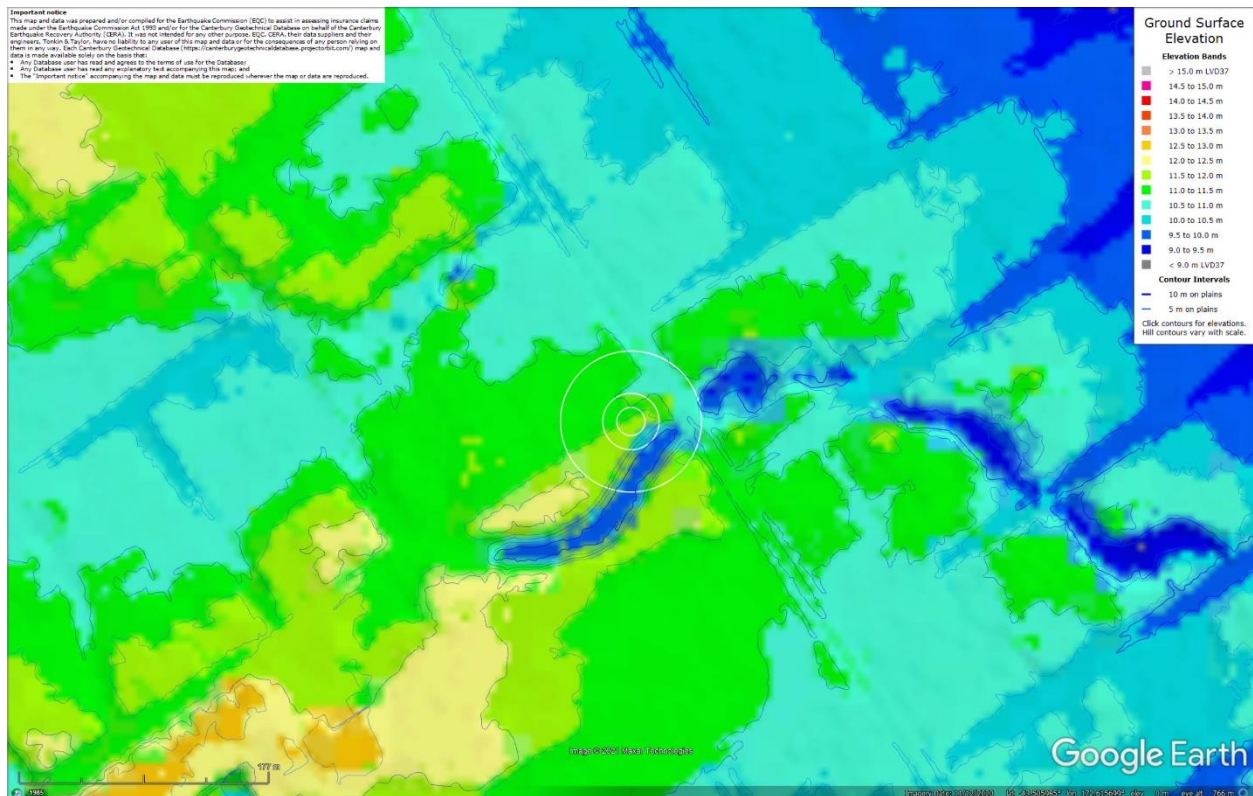 Important notice
This map and data was prepared and/or compiled for the Earthquake Commission (EQC) to assist in assessing insurance claims
made under the Earthquake Commission Act 1993 and/or for the Canterbury Geotechnical Database on behalf of the Canterbury
Earthquake Recovery Authority (CERA). It was not intended for any other purpose. EQC, CERA, their data suppliers and their
engineers, Tonkin & Taylor, have no liability to any user of this map and data or for the consequences of any person relying on
them in any way. Each Canterbury Geotechnical Database (https://canterburygeotechnicaldatabase.projectorbit.com/) map and
data is made available solely on the basis that:
• Any Database user has read and agrees to the terms of use for the Database;
• Any Database user has read any explanatory text accompanying this map; and
• The "Important notice" accompanying the map and data must be reproduced wherever the map or data are reproduced.
Ground Surface
Elevation
Elevation Bands
> 15.0 m LVD37
14.5 to 15.0 m
14.0 to 14.5 m
13.5 to 14.0 m
13.0 to 13.5 m
12.5 to 13.0 m
12.0 to 12.5 m
11.5 to 12.0 m
11.0 to 11.5 m
10.5 to 11.0 m
10.0 to 10.5 m
9.5 to 10.0 m
9.0 to 9.5 m
< 9.0 m LVD37
Contour Intervals
10 m on plains
5 m on plains
Click contours for elevations.
Hill contours vary with scale.
Image © 2021 Maxar Technologies
Google Earth
177 m
1985
Imagery Date: lat lon 172.615699° elev 0 m eye alt 766 m